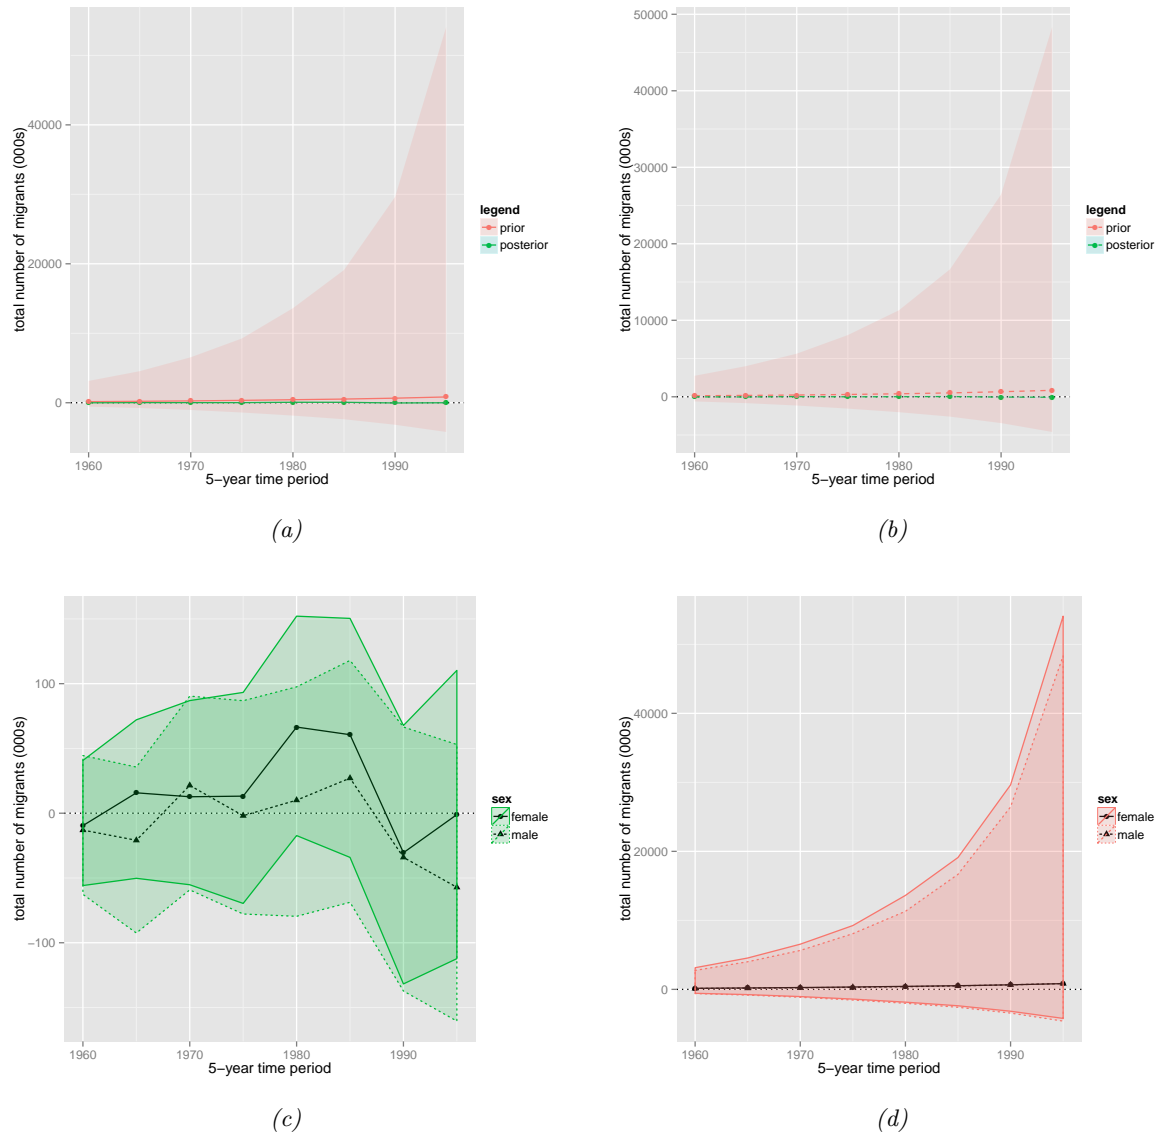 total number of migrants (000s)
40000
20000
0
1960
1970
1980
1990
5−year time period
legend
prior
posterior
(a)
total number of migrants (000s)
50000
40000
30000
20000
10000
0
1960
1970
1980
1990
5−year time period
legend
prior
posterior
(b)
total number of migrants (000s)
100
0
−100
1960
1970
1980
1990
5−year time period
sex
female
male
(c)
total number of migrants (000s)
40000
20000
0
1960
1970
1980
1990
5−year time period
sex
female
male
(d)